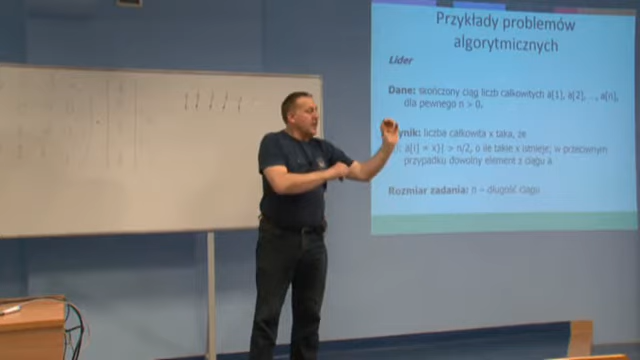 Przykłady problemów
algorytmicznych
Lider
Dane: skończony ciąg liczb całkowitych a[1], a[2], ..., a[n],
dla pewnego n > 0.
ynik: liczba całkowita x taka, że
: a[i] = x}| > n/2, o ile takie x istnieje; w przeciwnym
przypadku dowolny element z ciągu a
Rozmiar zadania: n – długość ciągu